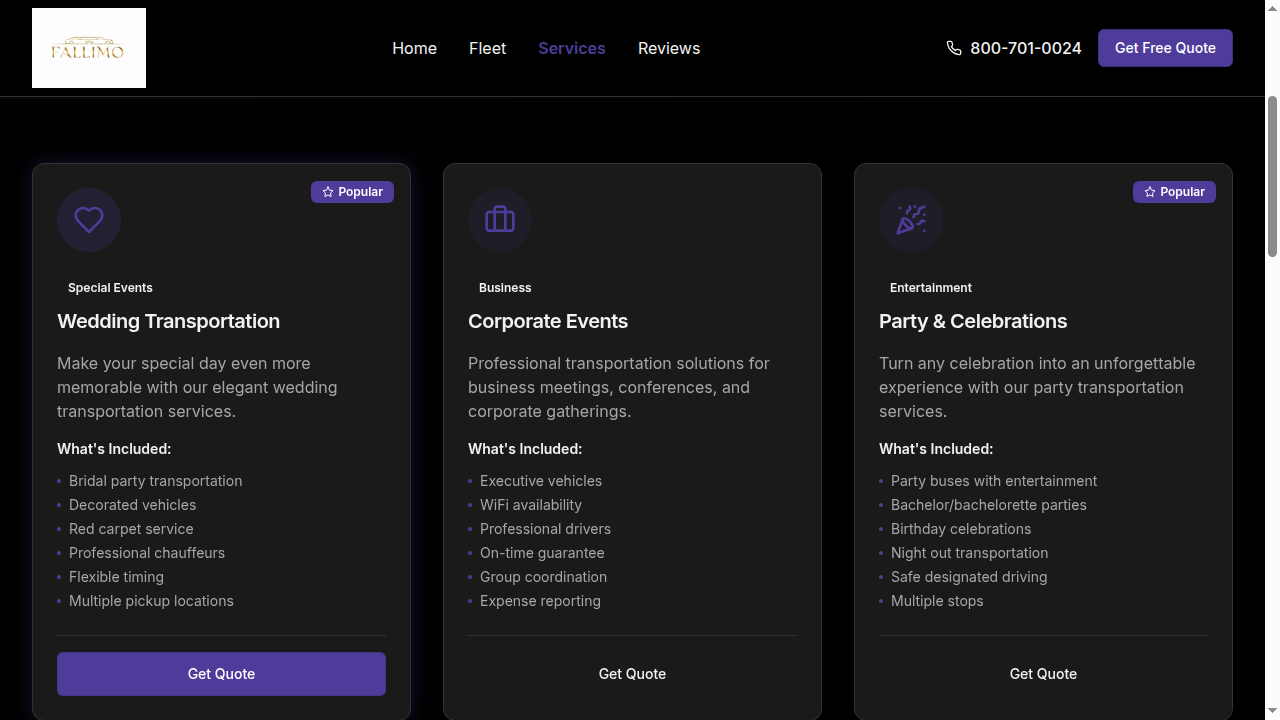 FALLIMO
Home
Fleet
Services
Reviews
800-701-0024
Get Free Quote
Popular
Special Events
Wedding Transportation
Make your special day even more
memorable with our elegant wedding
transportation services.
What's Included:
Bridal party transportation
Decorated vehicles
Red carpet service
Professional chauffeurs
Flexible timing
Multiple pickup locations
Get Quote
Business
Corporate Events
Professional transportation solutions for
business meetings, conferences, and
corporate gatherings.
What's Included:
Executive vehicles
WiFi availability
Professional drivers
On-time guarantee
Group coordination
Expense reporting
Get Quote
Popular
Entertainment
Party & Celebrations
Turn any celebration into an unforgettable
experience with our party transportation
services.
What's Included:
Party buses with entertainment
Bachelor/bachelorette parties
Birthday celebrations
Night out transportation
Safe designated driving
Multiple stops
Get Quote